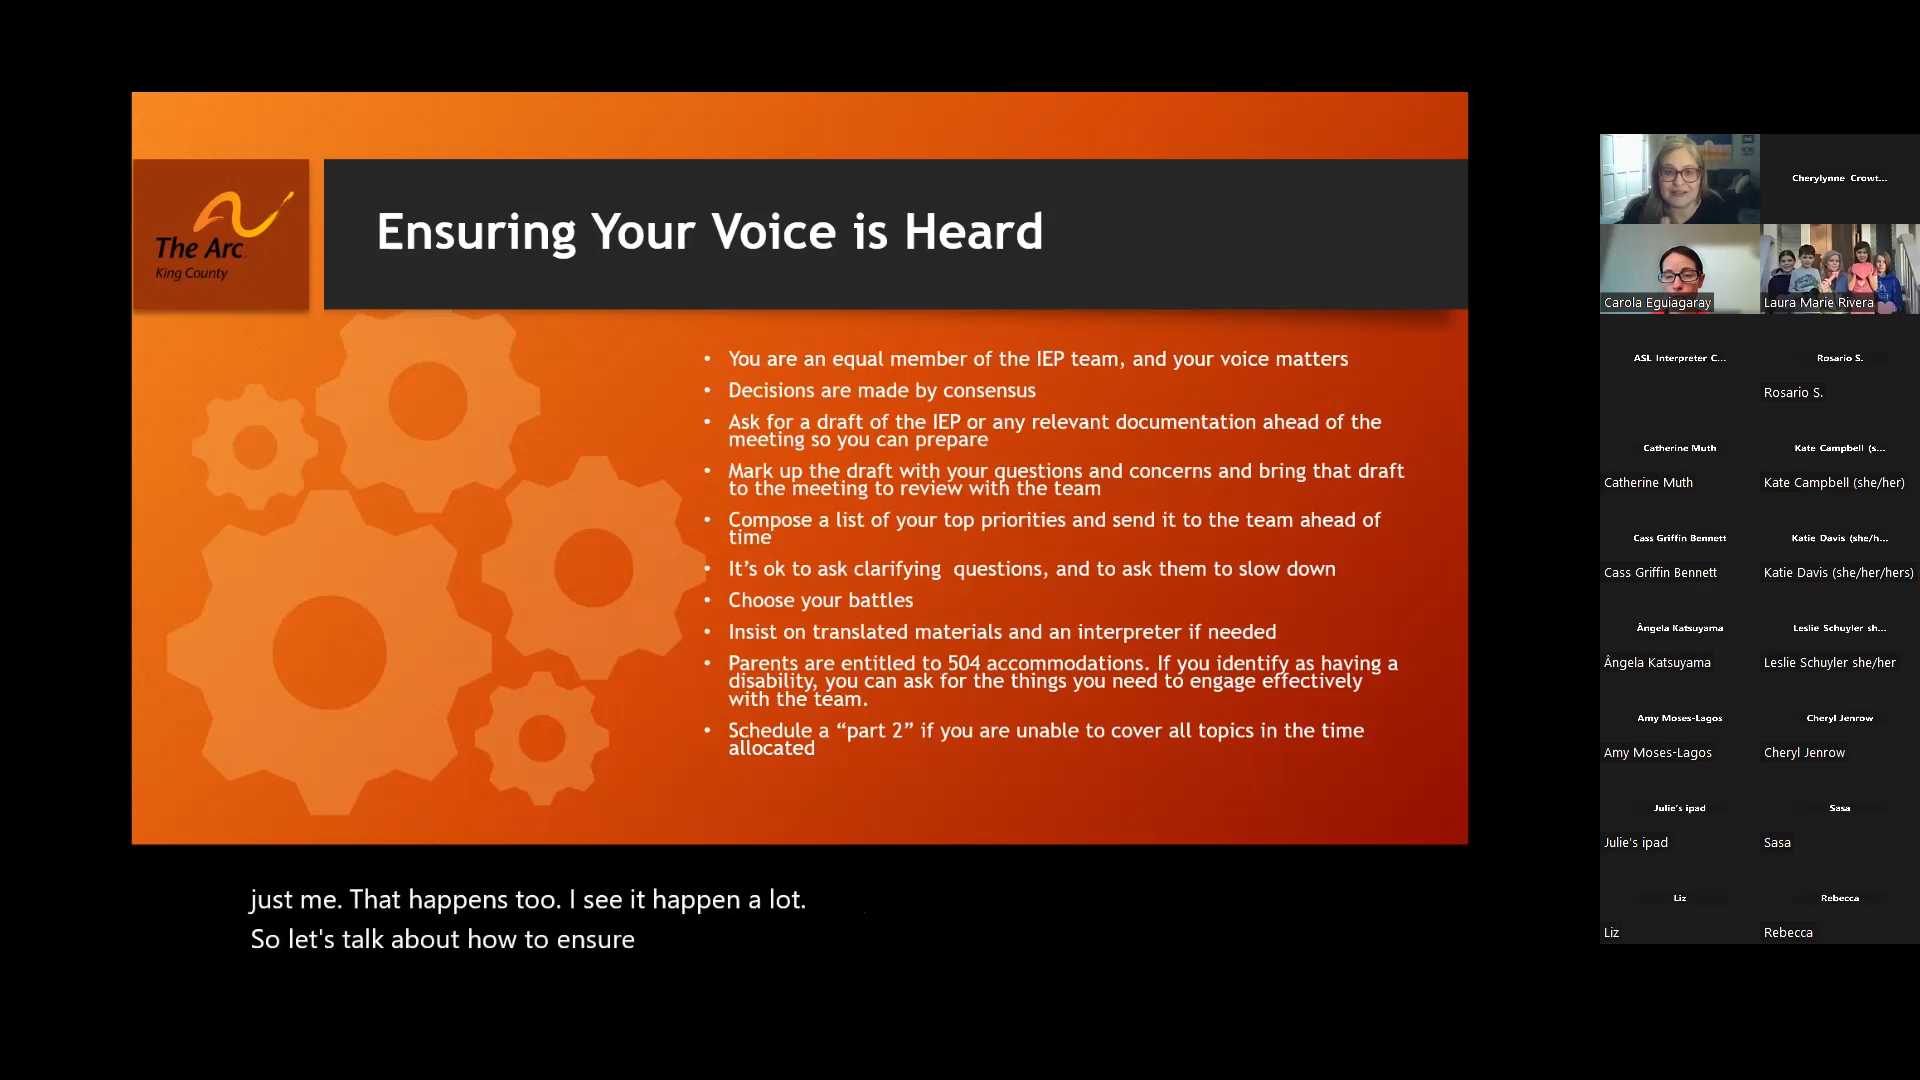 The Arc
King County
Ensuring Your Voice is Heard
• You are an equal member of the IEP team, and your voice matters
• Decisions are made by consensus
• Ask for a draft of the IEP or any relevant documentation ahead of the
meeting so you can prepare
• Mark up the draft with your questions and concerns and bring that draft
to the meeting to review with the team
• Compose a list of your top priorities and send it to the team ahead of
time
• It’s ok to ask clarifying  questions, and to ask them to slow down
• Choose your battles
• Insist on translated materials and an interpreter if needed
• Parents are entitled to 504 accommodations. If you identify as having a
disability, you can ask for the things you need to engage effectively
with the team.
• Schedule a “part 2” if you are unable to cover all topics in the time
allocated
just me. That happens too. I see it happen a lot.
So let's talk about how to ensure
Cherylynne Crowt...
Carola Eguiagaray
Laura Marie Rivera
ASL Interpreter C...
Rosario S.
Rosario S.
Catherine Muth
Kate Campbell (s...
Catherine Muth
Kate Campbell (she/her)
Cass Griffin Bennett
Katie Davis (she/h...
Cass Griffin Bennett
Katie Davis (she/her/hers)
Ângela Katsuyama
Leslie Schuyler sh...
Ângela Katsuyama
Leslie Schuyler she/her
Amy Moses-Lagos
Cheryl Jenrow
Amy Moses-Lagos
Cheryl Jenrow
Julie's ipad
Sasa
Julie's ipad
Sasa
Liz
Rebecca
Liz
Rebecca